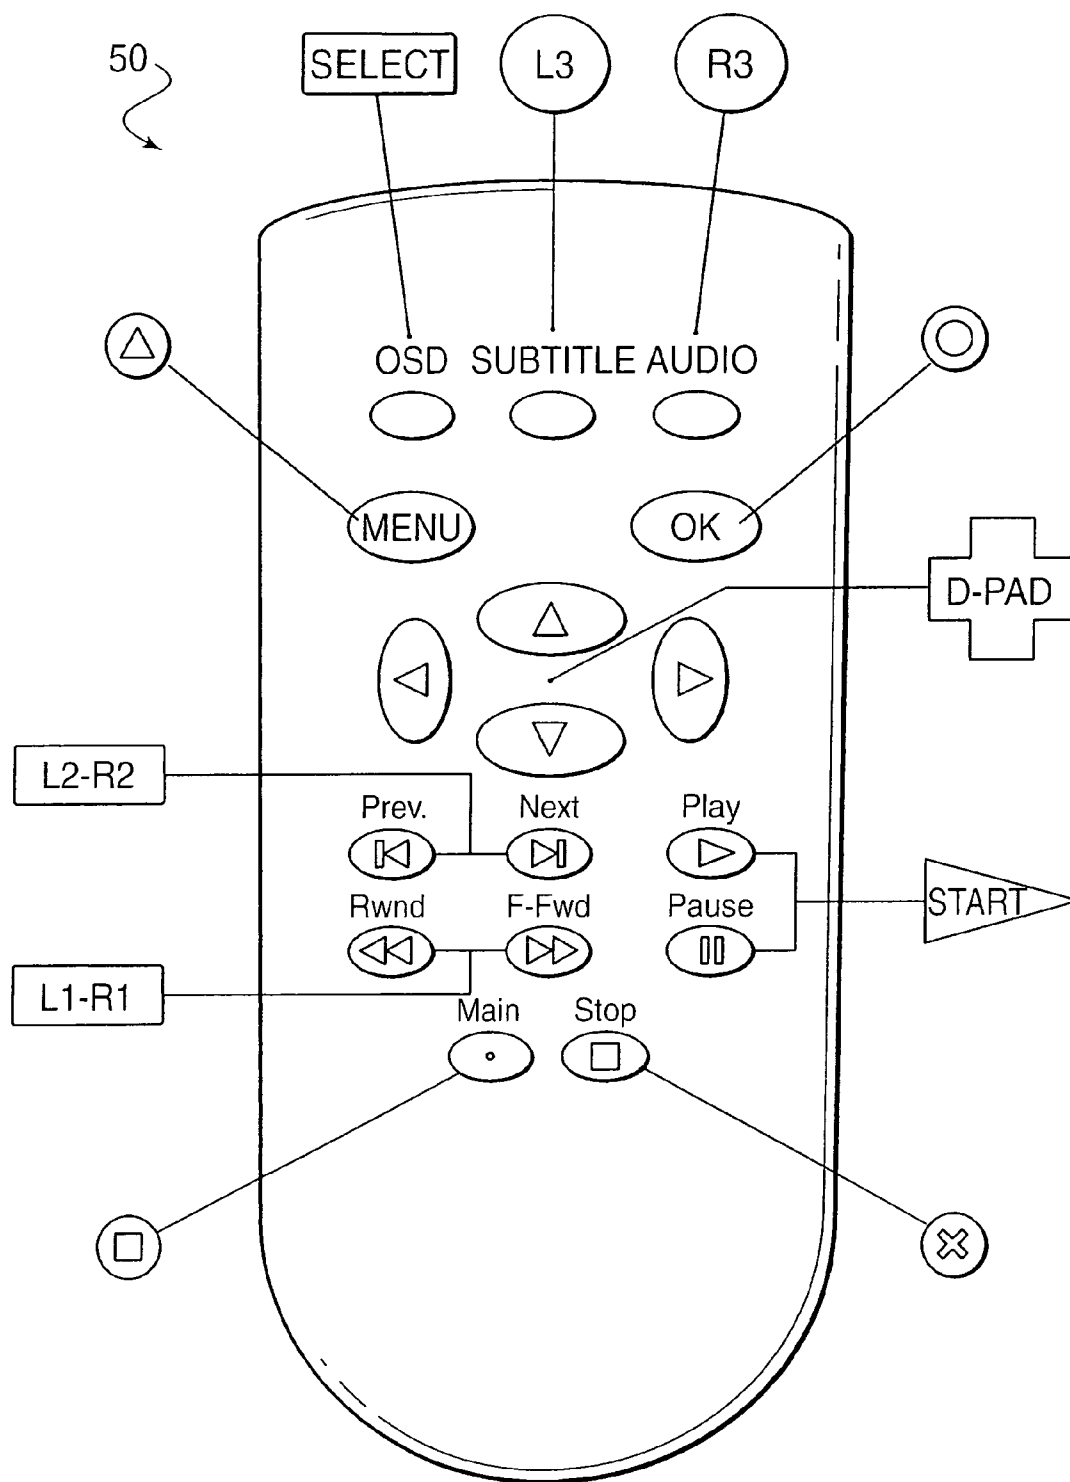 50
SELECT
L3
R3
OSD SUBTITLE AUDIO
MENU
OK
D-PAD
L2-R2
Prev. Next Play
Rwnd F-Fwd Pause
START
L1-R1
Main Stop